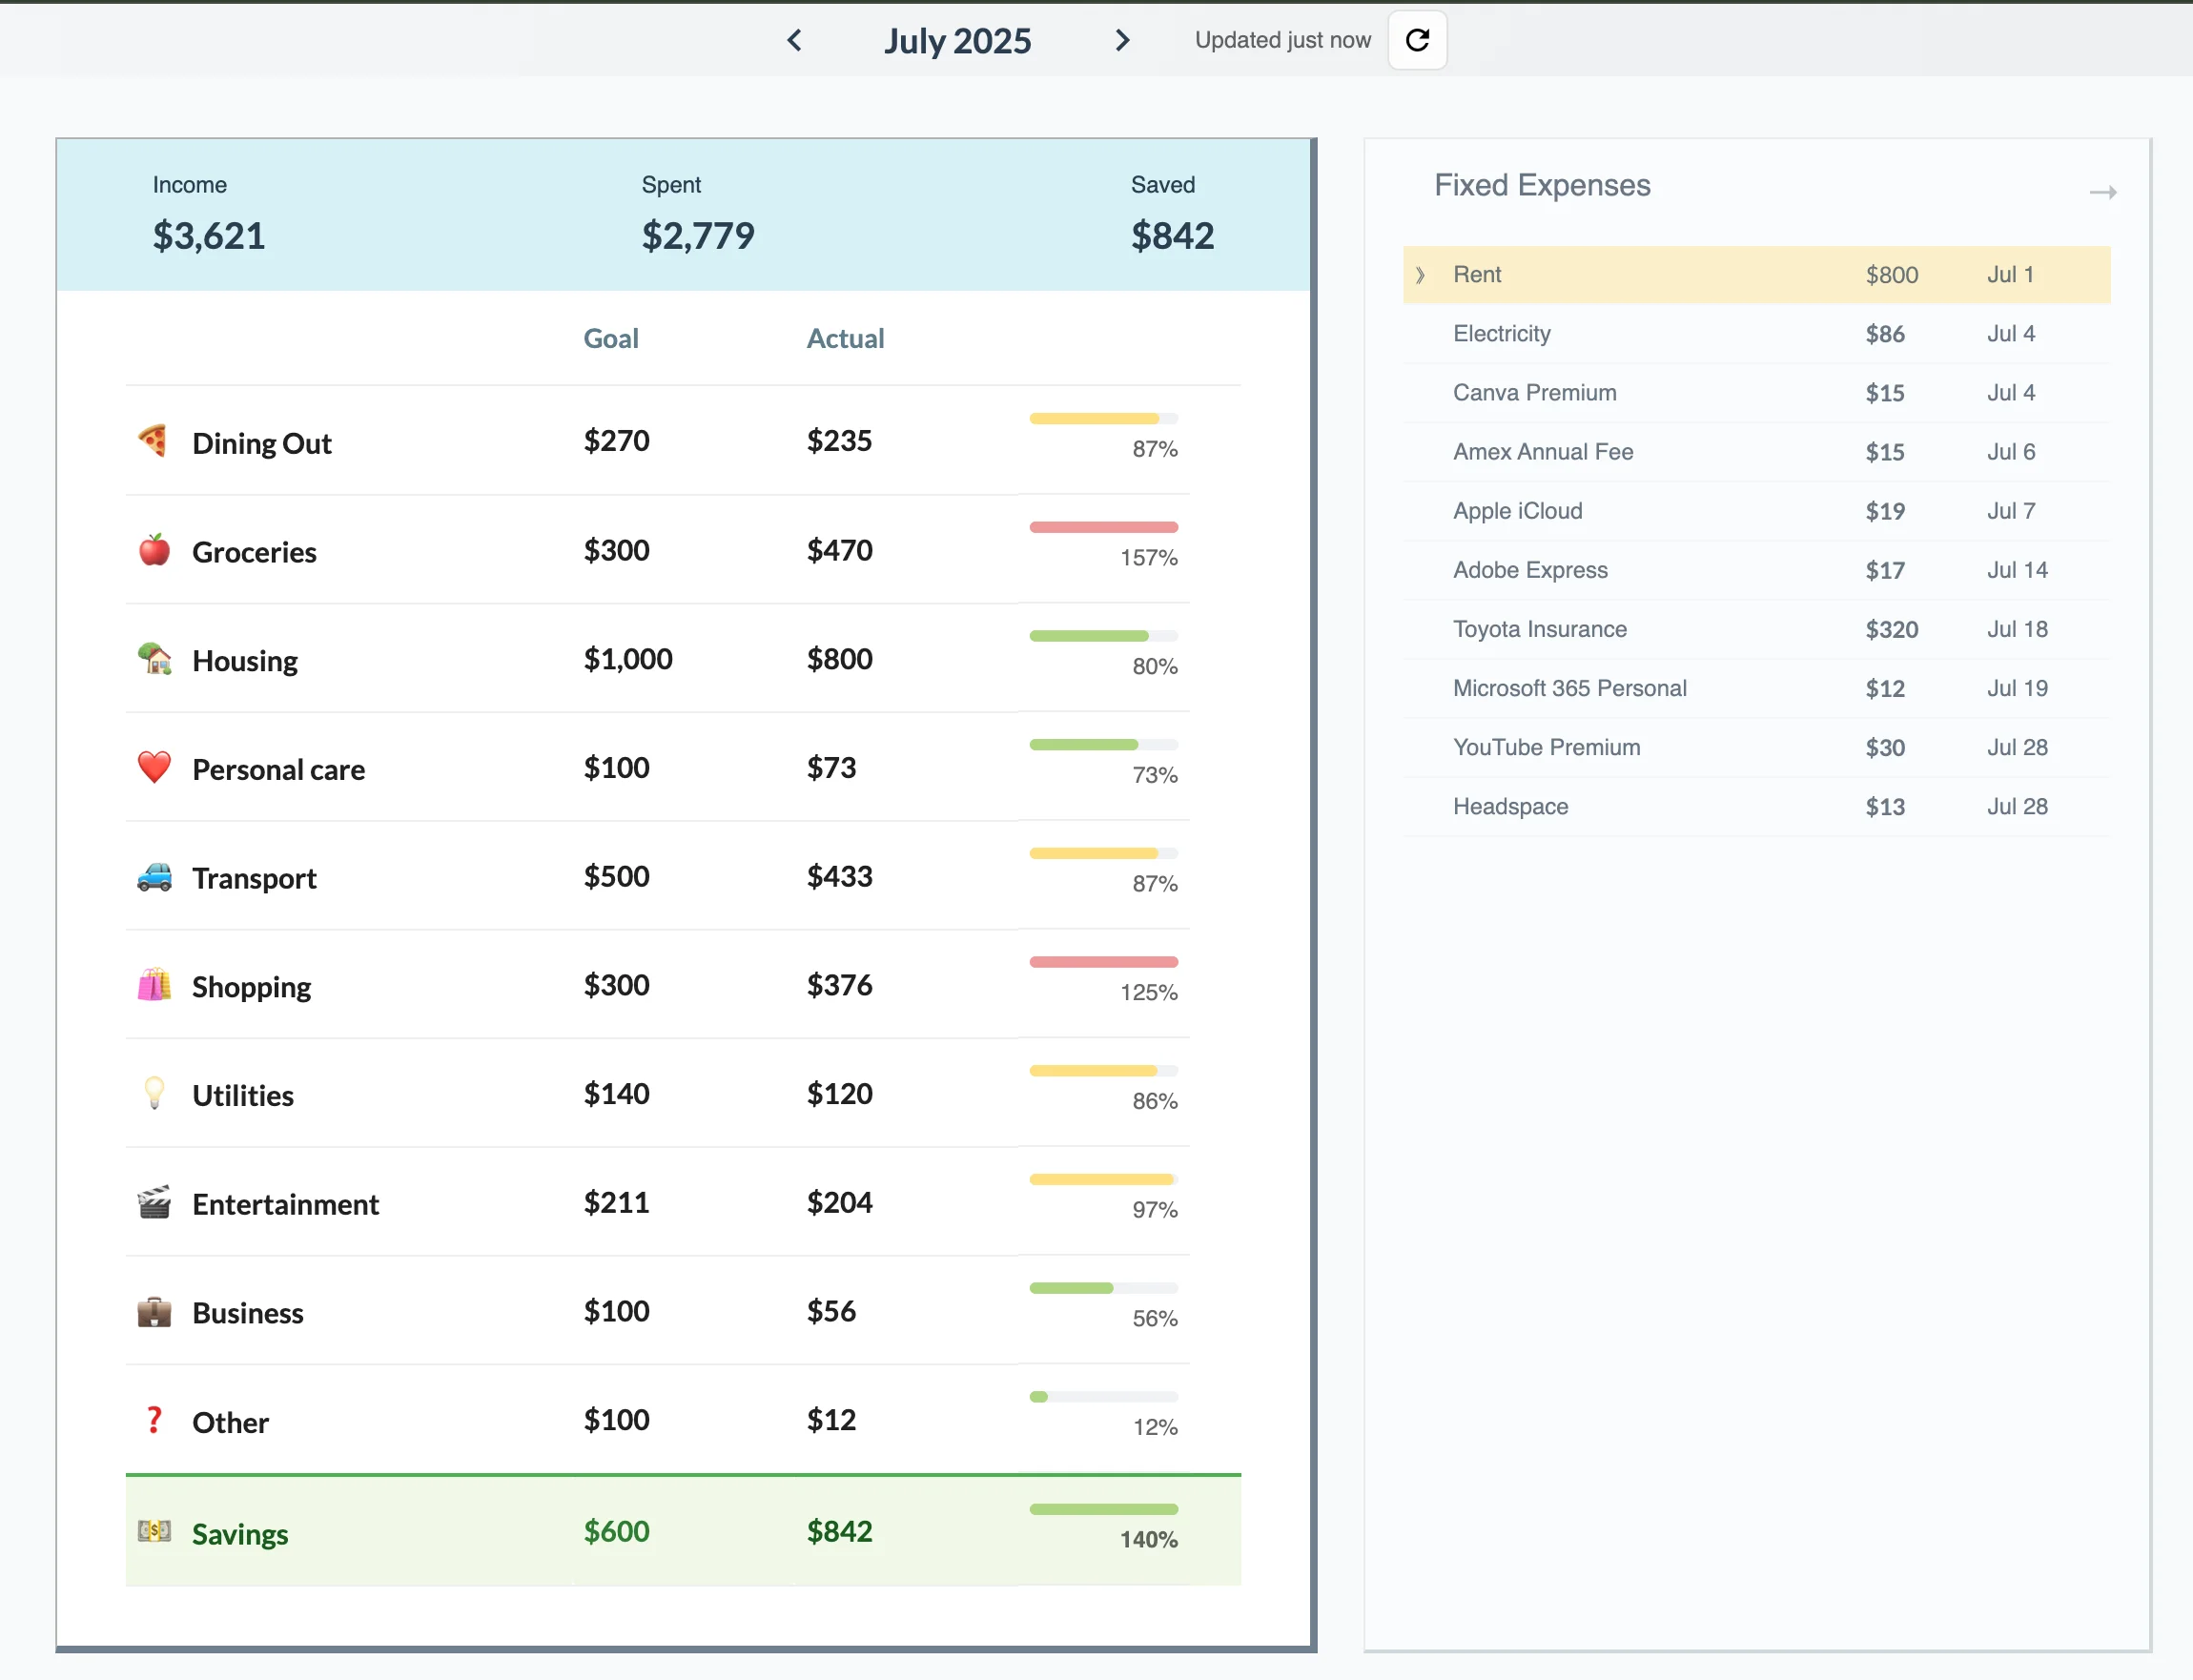 July 2025 Updated just now
Income Spent Saved
$3,621 $2,779 $842
Goal Actual
Dining Out $270 $235 87%
Groceries $300 $470 157%
Housing $1,000 $800 80%
Personal care $100 $73 73%
Transport $500 $433 87%
Shopping $300 $376 125%
Utilities $140 $120 86%
Entertainment $211 $204 97%
Business $100 $56 56%
Other $100 $12 12%
Savings $600 $842 140%
Fixed Expenses →
》 Rent $800 Jul 1
Electricity $86 Jul 4
Canva Premium $15 Jul 4
Amex Annual Fee $15 Jul 6
Apple iCloud $19 Jul 7
Adobe Express $17 Jul 14
Toyota Insurance $320 Jul 18
Microsoft 365 Personal $12 Jul 19
YouTube Premium $30 Jul 28
Headspace $13 Jul 28